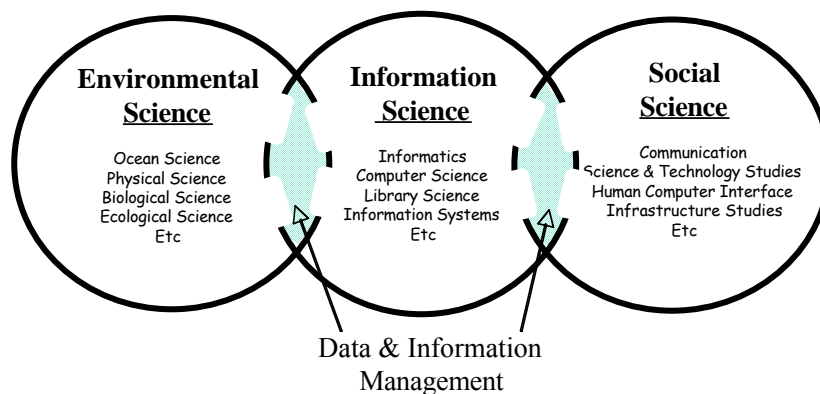 Environmental
Science
Ocean Science
Physical Science
Biological Science
Ecological Science
Etc
Information
Science
Informatics
Computer Science
Library Science
Information Systems
Etc
Social
Science
Communication
Science & Technology Studies
Human Computer Interface
Infrastructure Studies
Etc
Data & Information
Management